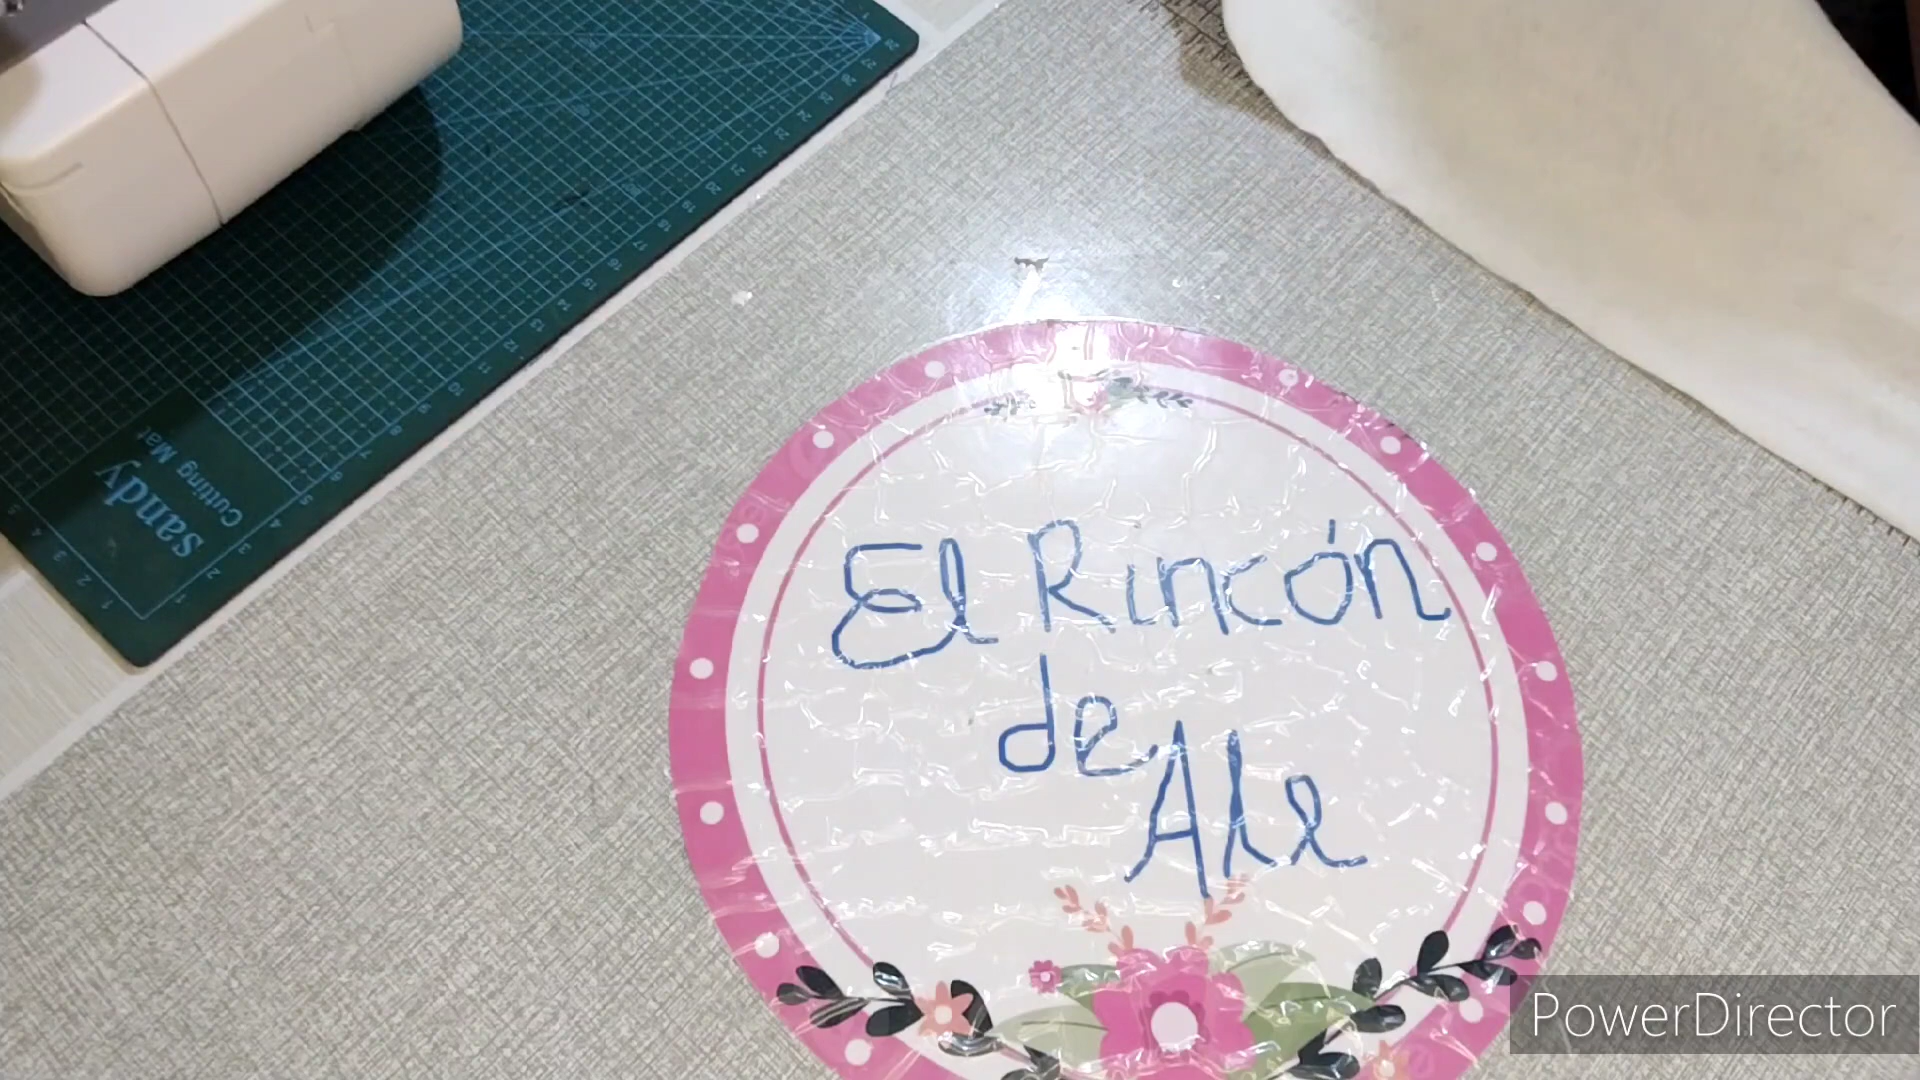 El Rincón
de
Ale
sandy
Cutting Mat
PowerDirector